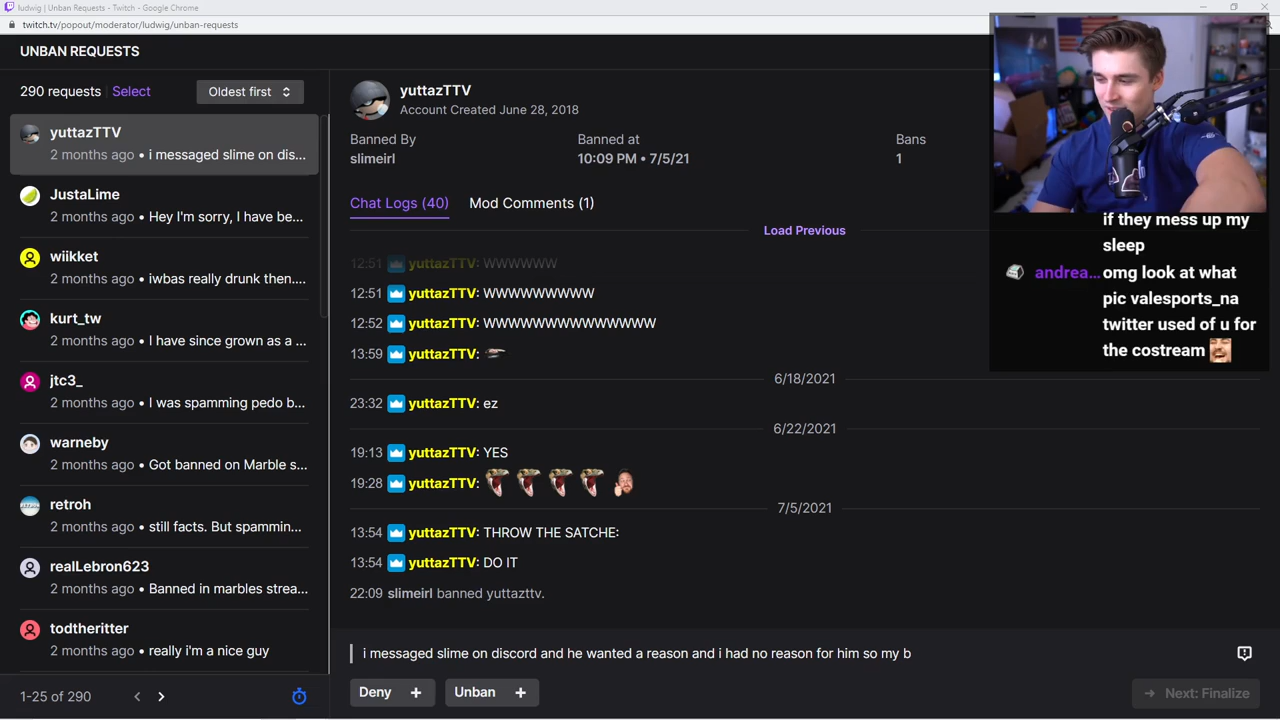 ludwig | Unban Requests - Twitch - Google Chrome
twitch.tv/popout/moderator/ludwig/unban-requests
UNBAN REQUESTS
290 requests Select Oldest first
yuttazTTV
2 months ago • i messaged slime on dis...
JustaLime
2 months ago • Hey I'm sorry, I have be...
wiikket
2 months ago • iwbas really drunk then....
kurt_tw
2 months ago • I have since grown as a ...
jtc3_
2 months ago • I was spamming pedo b...
warneby
2 months ago • Got banned on Marble s...
retroh
2 months ago • still facts. But spammin...
realLebron623
2 months ago • Banned in marbles strea...
todtheritter
2 months ago • really i'm a nice guy
1-25 of 290
yuttazTTV
Account Created June 28, 2018
Banned By Banned at Bans
slimeirl 10:09 PM • 7/5/21 1
Chat Logs (40) Mod Comments (1)
Load Previous
12:51 yuttazTTV: WWWWWW
12:51 yuttazTTV: WWWWWWWWW
12:52 yuttazTTV: WWWWWWWWWWWWWW
13:59 yuttazTTV:
6/18/2021
23:32 yuttazTTV: ez
6/22/2021
19:13 yuttazTTV: YES
19:28 yuttazTTV:
7/5/2021
13:54 yuttazTTV: THROW THE SATCHE:
13:54 yuttazTTV: DO IT
22:09 slimeirl banned yuttazttv.
i messaged slime on discord and he wanted a reason and i had no reason for him so my b
Deny + Unban + Next: Finalize
if they mess up my
sleep
andrea... omg look at what
pic valesports_na
twitter used of u for
the costream